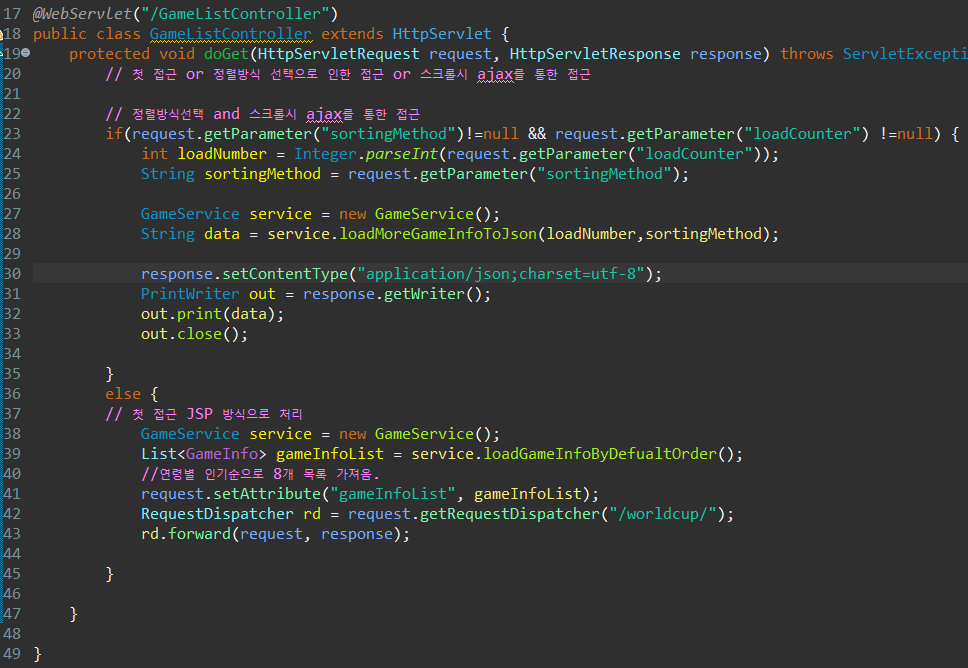 17 @WebServlet("/GameListController")
18 public class GameListController extends HttpServlet {
19 protected void doGet(HttpServletRequest request, HttpServletResponse response) throws ServletExcepti
20 // 첫 접근 or 정렬방식 선택으로 인한 접근 or 스크롤시 ajax를 통한 접근
21
22 // 정렬방식선택 and 스크롤시 ajax를 통한 접근
23 if(request.getParameter("sortingMethod")!=null && request.getParameter("loadCounter") !=null) {
24 int loadNumber = Integer.parseInt(request.getParameter("loadCounter"));
25 String sortingMethod = request.getParameter("sortingMethod");
26
27 GameService service = new GameService();
28 String data = service.loadMoreGameInfoToJson(loadNumber,sortingMethod);
29
30 response.setContentType("application/json;charset=utf-8");
31 PrintWriter out = response.getWriter();
32 out.print(data);
33 out.close();
34
35 }
36 else {
37 // 첫 접근 JSP 방식으로 처리
38 GameService service = new GameService();
39 List<GameInfo> gameInfoList = service.loadGameInfoByDefualtOrder();
40 //연령별 인기순으로 8개 목록 가져옴.
41 request.setAttribute("gameInfoList", gameInfoList);
42 RequestDispatcher rd = request.getRequestDispatcher("/worldcup/");
43 rd.forward(request, response);
44
45 }
46
47 }
48
49 }